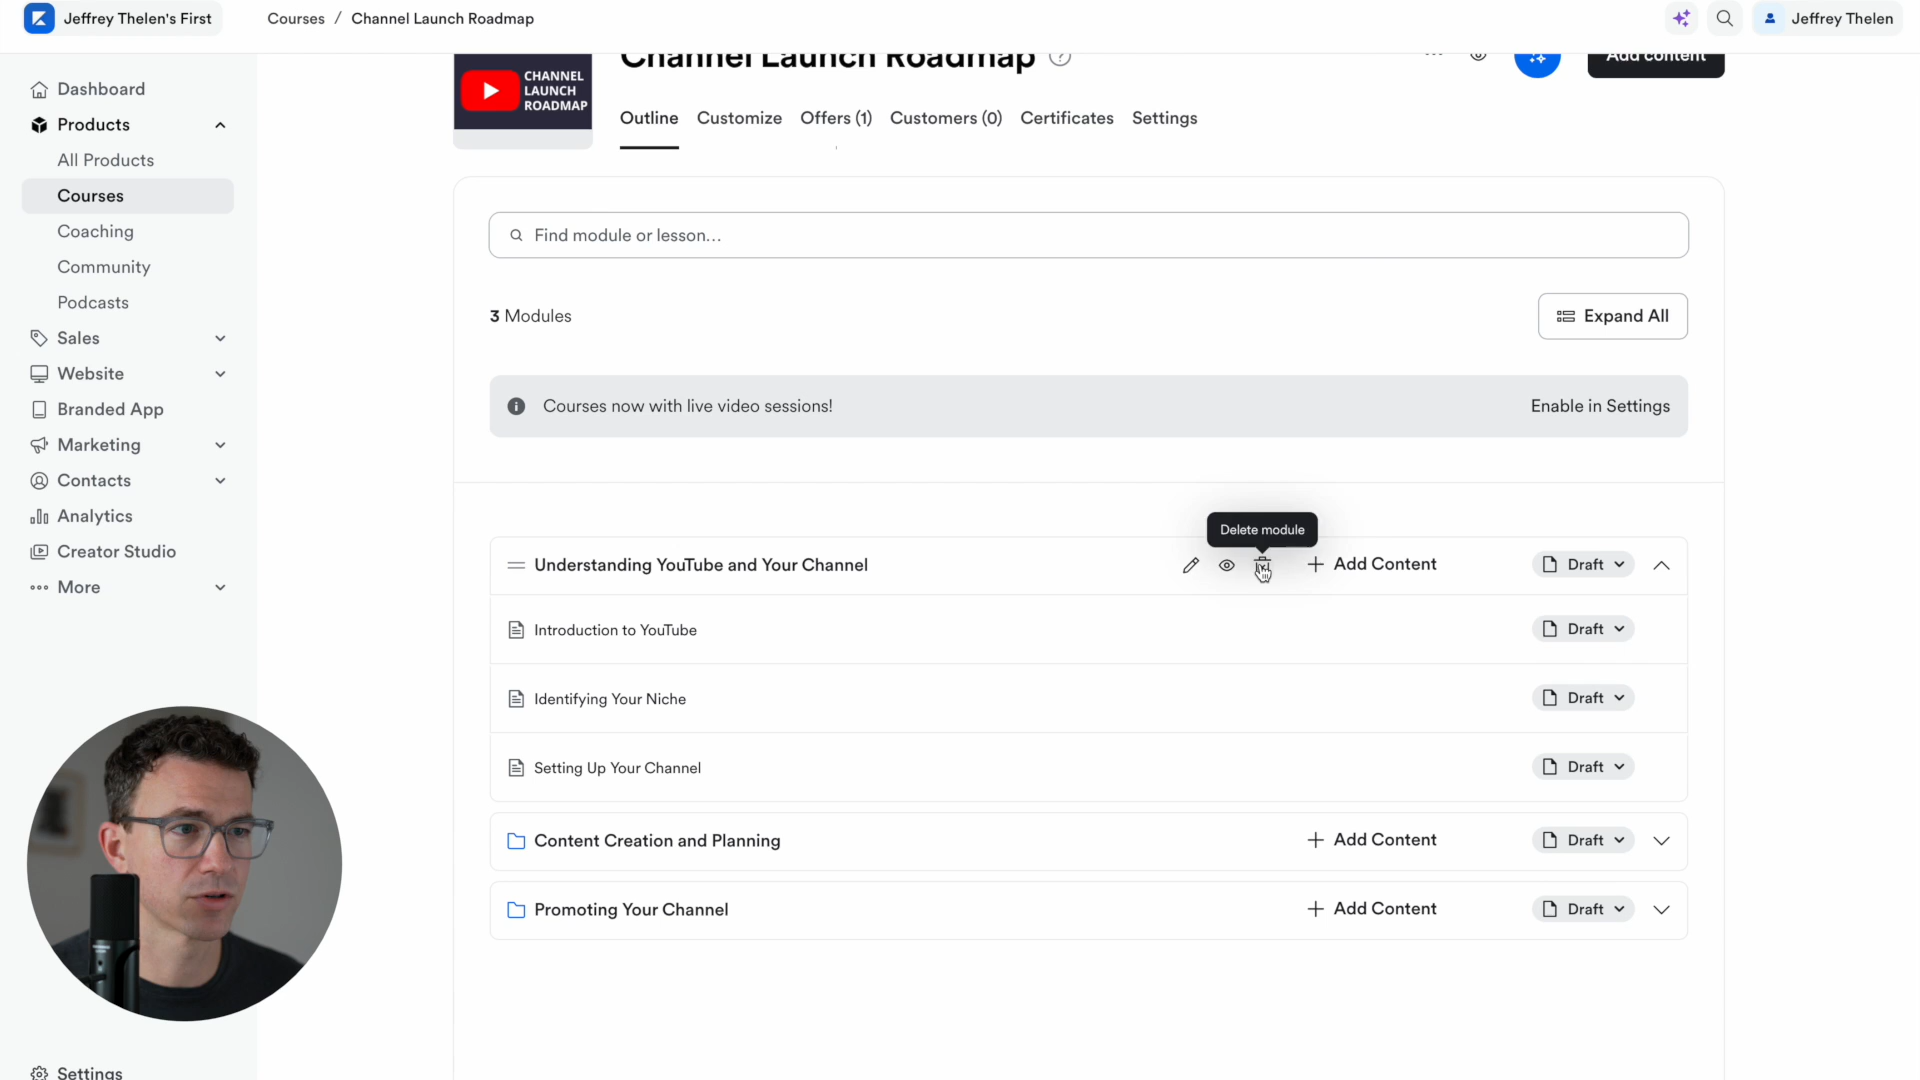 Jeffrey Thelen's First
Courses / Channel Launch Roadmap
Jeffrey Thelen
Dashboard
Products
All Products
Courses
Coaching
Community
Podcasts
Sales
Website
Branded App
Marketing
Contacts
Analytics
Creator Studio
More
Settings
CHANNEL
LAUNCH
ROADMAP
Channel Launch Roadmap
Add content
Outline Customize Offers (1) Customers (0) Certificates Settings
Find module or lesson...
3 Modules
Expand All
Courses now with live video sessions!
Enable in Settings
Delete module
Understanding YouTube and Your Channel
Add Content
Draft
Introduction to YouTube
Draft
Identifying Your Niche
Draft
Setting Up Your Channel
Draft
Content Creation and Planning
Add Content
Draft
Promoting Your Channel
Add Content
Draft